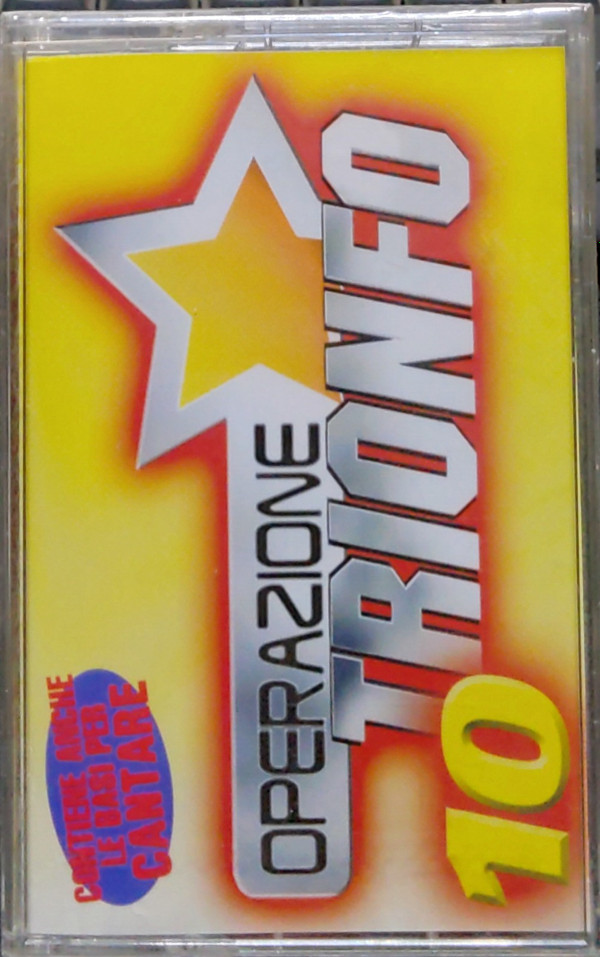 OPERAZIONE
TRIONFO
10
CONTIENE ANCHE
LE BASI PER
CANTARE